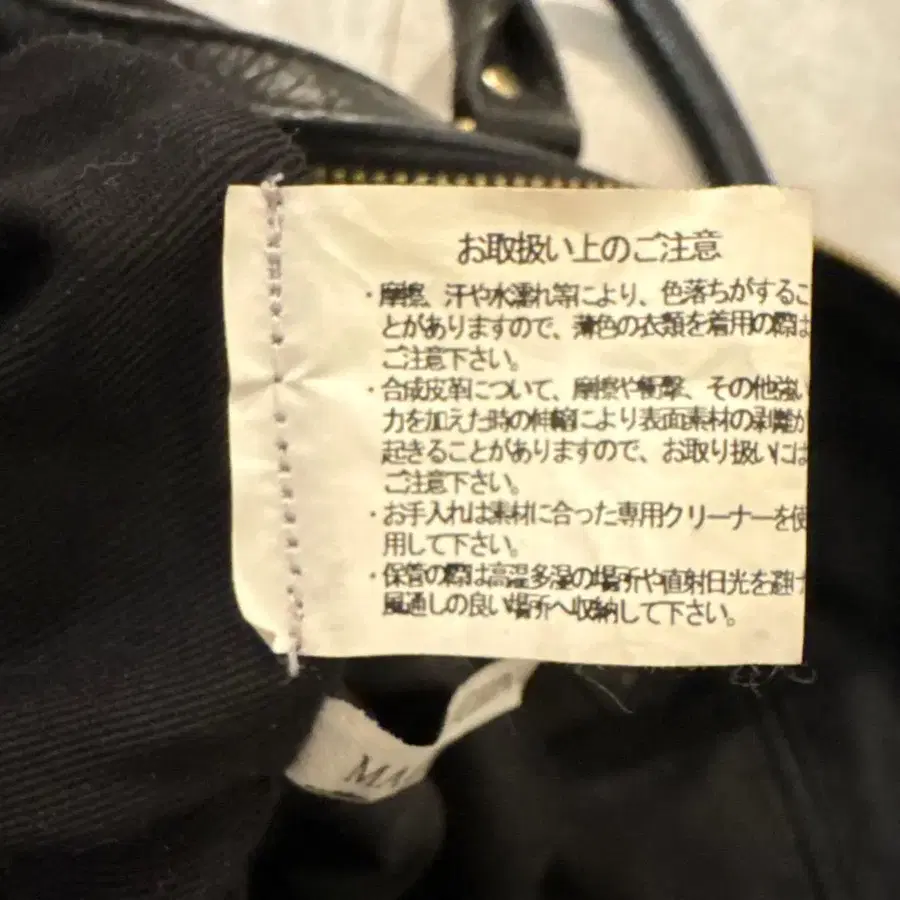 お取扱い上のご注意
・摩擦、汗や水濡れ等により、色落ちがするこ
とがありますので、薄色の衣類を着用の際は
ご注意下さい。
・合成皮革について、摩擦や衝撃、その他強い
力を加えた時の伸縮により表面素材の剥離が
起きることがありますので、お取り扱いには
ご注意下さい。
・お手入れは素材に合った専用クリーナーを使
用して下さい。
・保管の際は高温多湿の場所や直射日光を避け
風通しの良い場所へ収納して下さい。